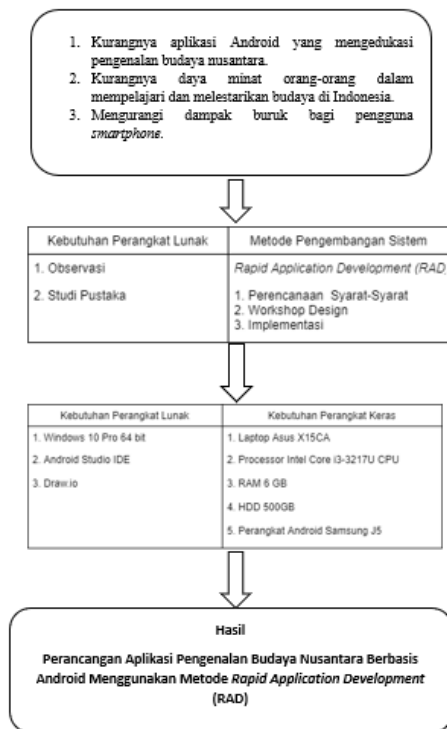 1. Kurangnya aplikasi Android yang mengedukasi
pengenalan budaya nusantara.
2. Kurangnya daya minat orang-orang dalam
mempelajari dan melestarikan budaya di Indonesia.
3. Mengurangi dampak buruk bagi pengguna
smartphone.
Kebutuhan Perangkat Lunak
1. Observasi
2. Studi Pustaka
Metode Pengembangan Sistem
Rapid Application Development (RAD)
1. Perencanaan Syarat-Syarat
2. Workshop Design
3. Implementasi
Kebutuhan Perangkat Lunak
1. Windows 10 Pro 64 bit
2. Android Studio IDE
3. Draw.io
Kebutuhan Perangkat Keras
1. Laptop Asus X15CA
2. Processor Intel Core i3-3217U CPU
3. RAM 6 GB
4. HDD 500GB
5. Perangkat Android Samsung J5
Hasil
Perancangan Aplikasi Pengenalan Budaya Nusantara Berbasis
Android Menggunakan Metode Rapid Application Development
(RAD)